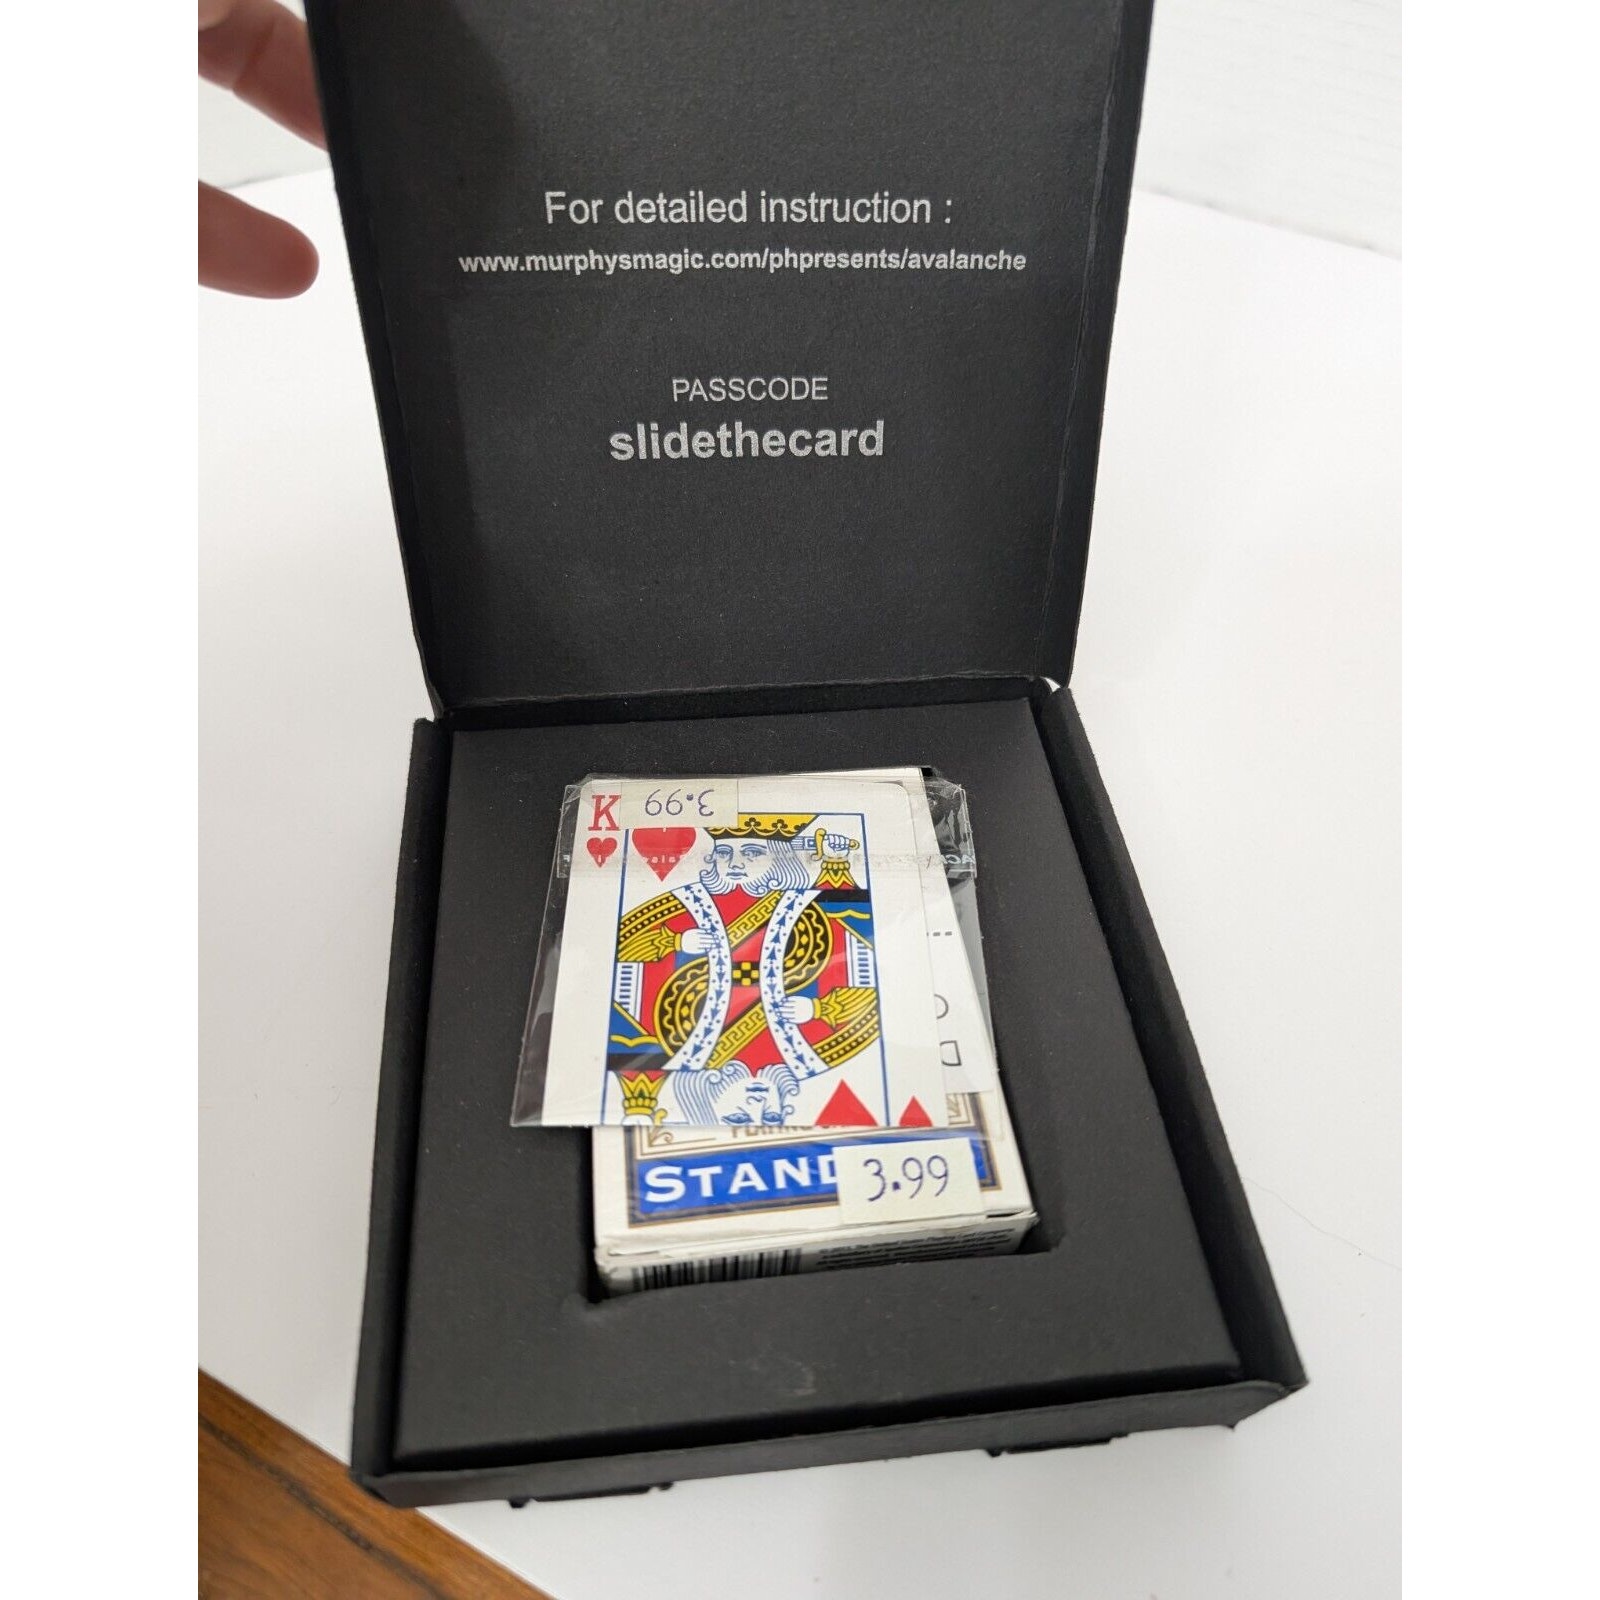 For detailed instruction :
www.murphysmagic.com/phpresents/avalanche
PASSCODE
slidethecard
K
3.99
STAND
3.99